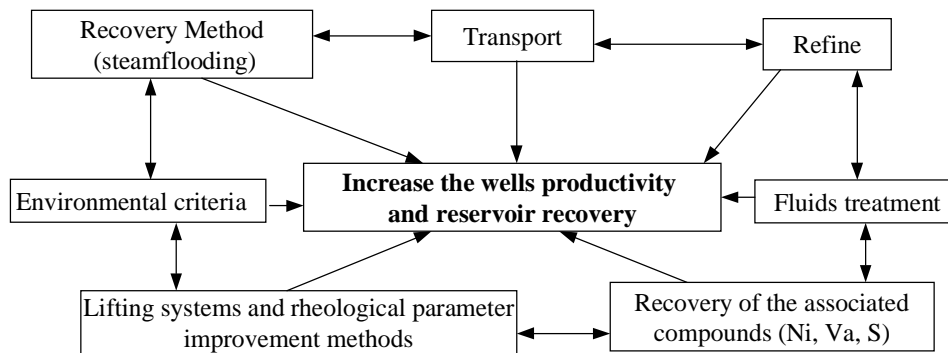 Recovery Method
(steamflooding)
Transport
Refine
Environmental criteria
Increase the wells productivity
and reservoir recovery
Fluids treatment
Lifting systems and rheological parameter
improvement methods
Recovery of the associated
compounds (Ni, Va, S)